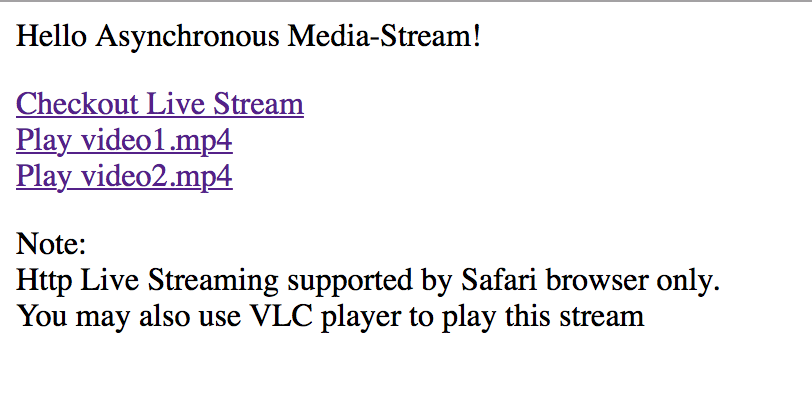 Hello Asynchronous Media-Stream!
Checkout Live Stream
Play video1.mp4
Play video2.mp4
Note:
Http Live Streaming supported by Safari browser only.
You may also use VLC player to play this stream